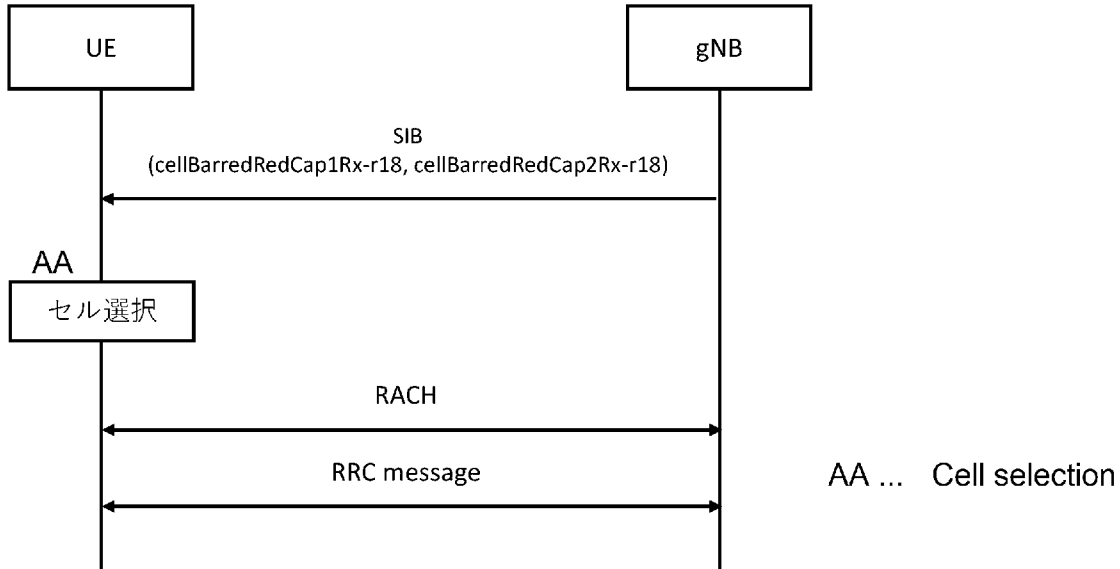 UE
gNB
SIB
(cellBarredRedCap1Rx-r18, cellBarredRedCap2Rx-r18)
AA
セル選択
RACH
RRC message
AA ... Cell selection